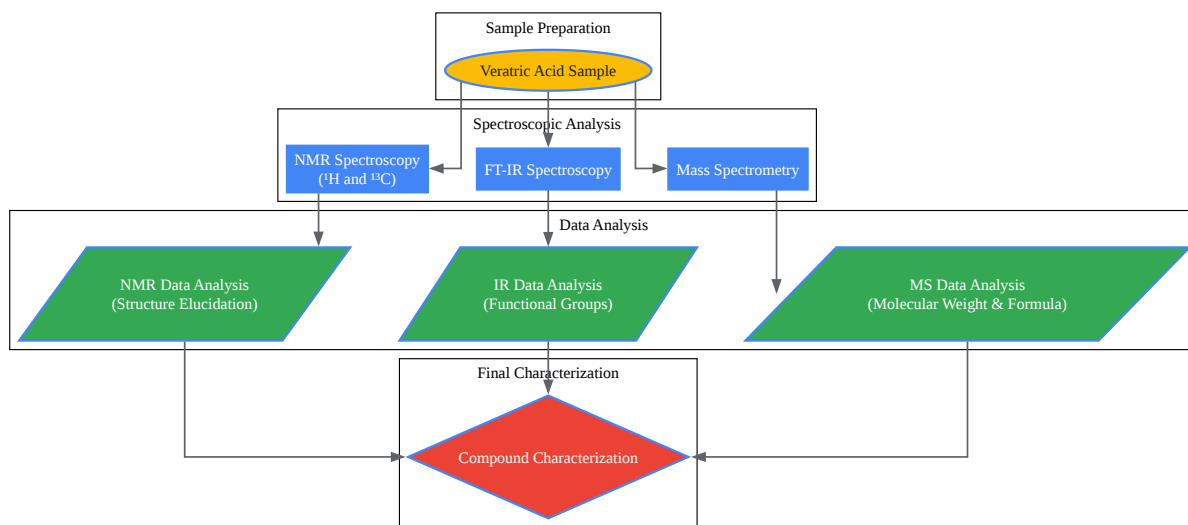 Sample Preparation
Veratric Acid Sample
Spectroscopic Analysis
NMR Spectroscopy
(¹H and ¹³C)
FT-IR Spectroscopy
Mass Spectrometry
Data Analysis
NMR Data Analysis
(Structure Elucidation)
IR Data Analysis
(Functional Groups)
MS Data Analysis
(Molecular Weight & Formula)
Final Characterization
Compound Characterization